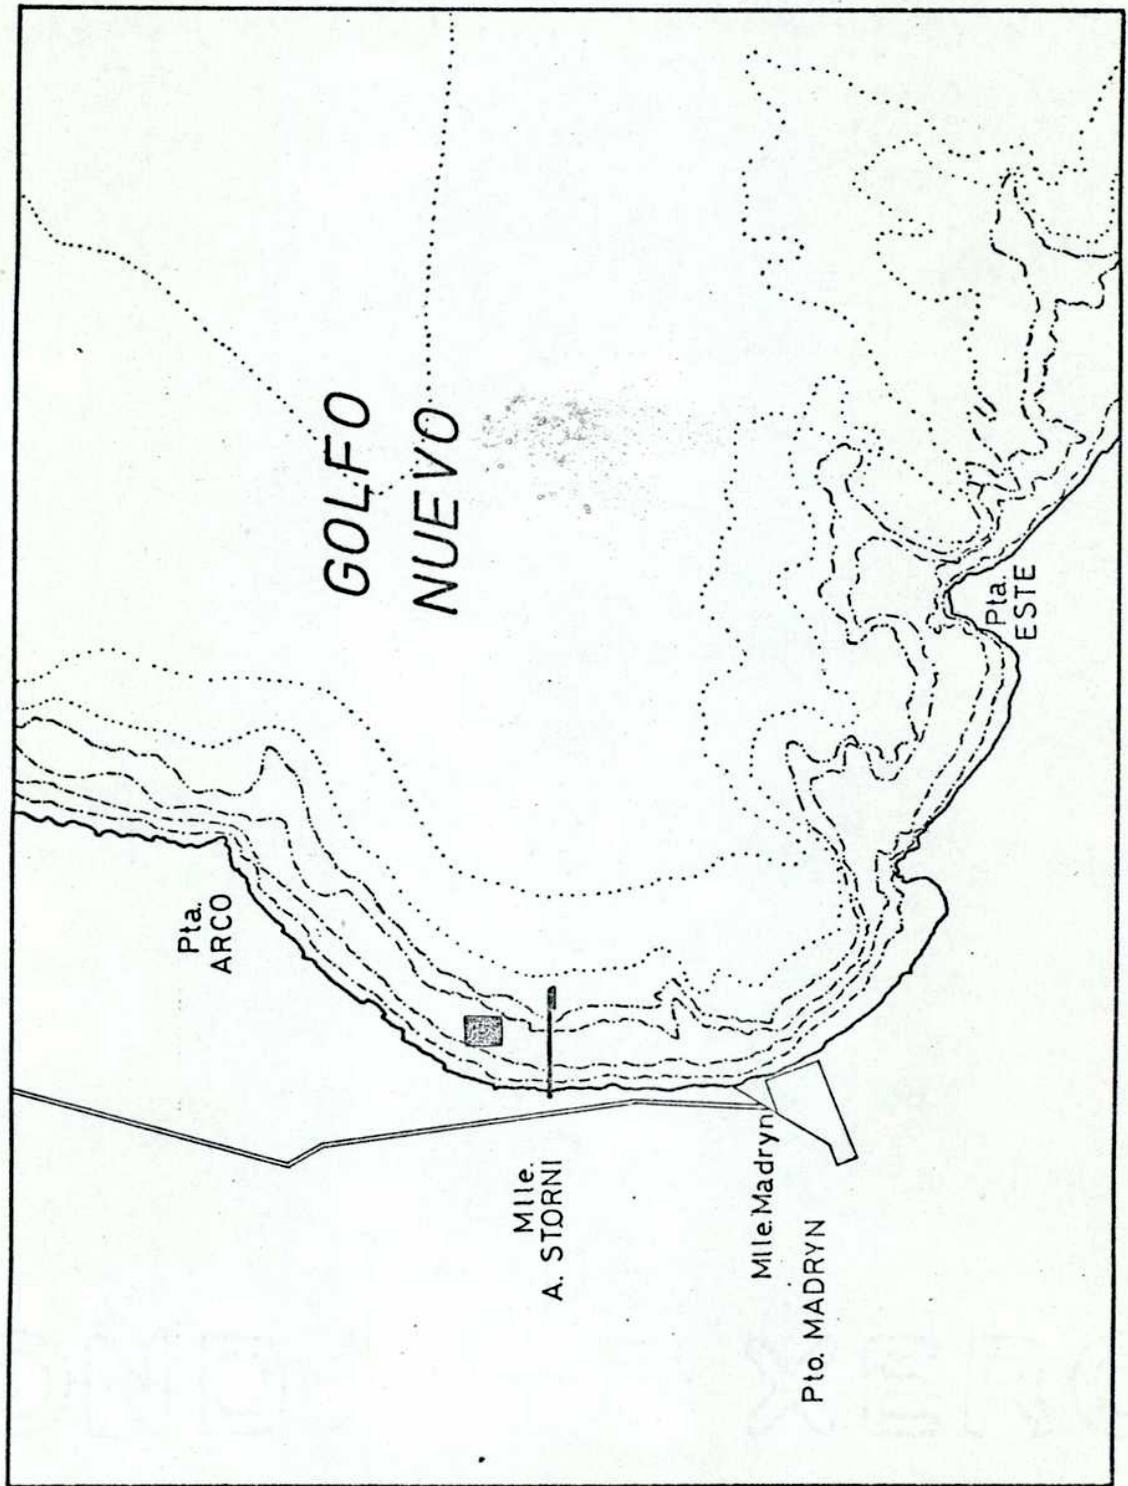 GOLFO
NUEVO
Pta.
ARCO
Mlle.
A. STORNI
Mlle.Madryn
Pto. MADRYN
Pta.
ESTE